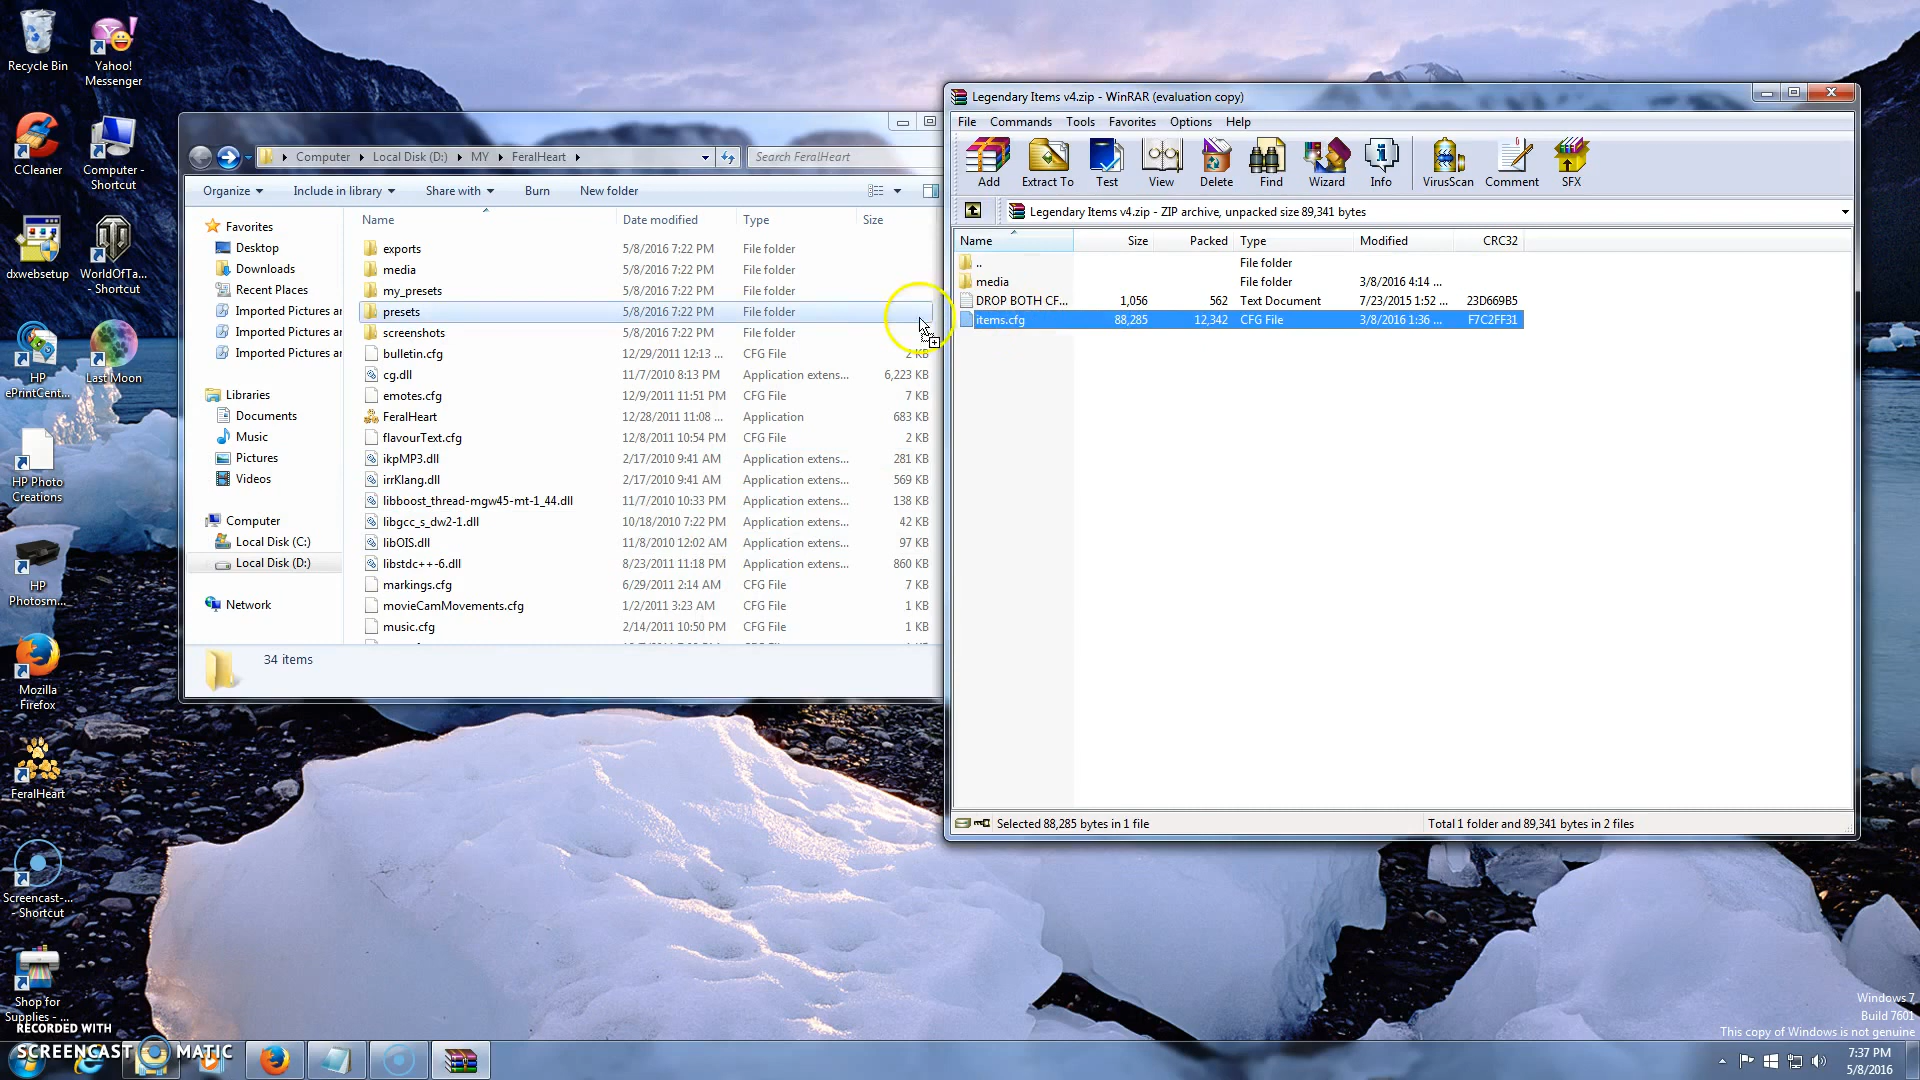 Recycle Bin
Yahoo! Messenger
CCleaner
Computer - Shortcut
dxwebsetup
WorldOfTa... - Shortcut
HP ePrintCent...
Last Moon
HP Photo Creations
HP Photosm...
Mozilla Firefox
FeralHeart
Screencast-... - Shortcut
Shop for Supplies - ...
Computer Local Disk (D:) MY FeralHeart
Search FeralHeart
Organize Include in library Share with Burn New folder
Favorites
Desktop
Downloads
Recent Places
Imported Pictures ar
Imported Pictures ar
Imported Pictures ar
Libraries
Documents
Music
Pictures
Videos
Computer
Local Disk (C:)
Local Disk (D:)
Network
Name Date modified Type Size
exports 5/8/2016 7:22 PM File folder
media 5/8/2016 7:22 PM File folder
my_presets 5/8/2016 7:22 PM File folder
presets 5/8/2016 7:22 PM File folder
screenshots 5/8/2016 7:22 PM File folder
bulletin.cfg 12/29/2011 12:13 ... CFG File 2 KB
cg.dll 11/7/2010 8:13 PM Application extens... 6,223 KB
emotes.cfg 12/9/2011 11:51 PM CFG File 7 KB
FeralHeart 12/28/2011 11:08 ... Application 683 KB
flavourText.cfg 12/8/2011 10:54 PM CFG File 2 KB
ikpMP3.dll 2/17/2010 9:41 AM Application extens... 281 KB
irrKlang.dll 2/17/2010 9:41 AM Application extens... 569 KB
libboost_thread-mgw45-mt-1_44.dll 11/7/2010 10:33 PM Application extens... 138 KB
libgcc_s_dw2-1.dll 10/18/2010 7:22 PM Application extens... 42 KB
libOIS.dll 11/8/2010 12:02 AM Application extens... 97 KB
libstdc++-6.dll 8/23/2011 11:18 PM Application extens... 860 KB
markings.cfg 6/29/2011 2:14 AM CFG File 7 KB
movieCamMovements.cfg 1/2/2011 3:23 AM CFG File 1 KB
music.cfg 2/14/2011 10:50 PM CFG File 1 KB
34 items
Legendary Items v4.zip - WinRAR (evaluation copy)
File Commands Tools Favorites Options Help
Add Extract To Test View Delete Find Wizard Info VirusScan Comment SFX
Legendary Items v4.zip - ZIP archive, unpacked size 89,341 bytes
Name Size Packed Type Modified CRC32
.. File folder
media File folder 3/8/2016 4:14 ...
DROP BOTH CF... 1,056 562 Text Document 7/23/2015 1:52 ... 23D669B5
items.cfg 88,285 12,342 CFG File 3/8/2016 1:36 ... F7C2FF31
Selected 88,285 bytes in 1 file
Total 1 folder and 89,341 bytes in 2 files
Windows 7
Build 7601
This copy of Windows is not genuine
RECORDED WITH
SCREENCAST MATIC
7:37 PM
5/8/2016